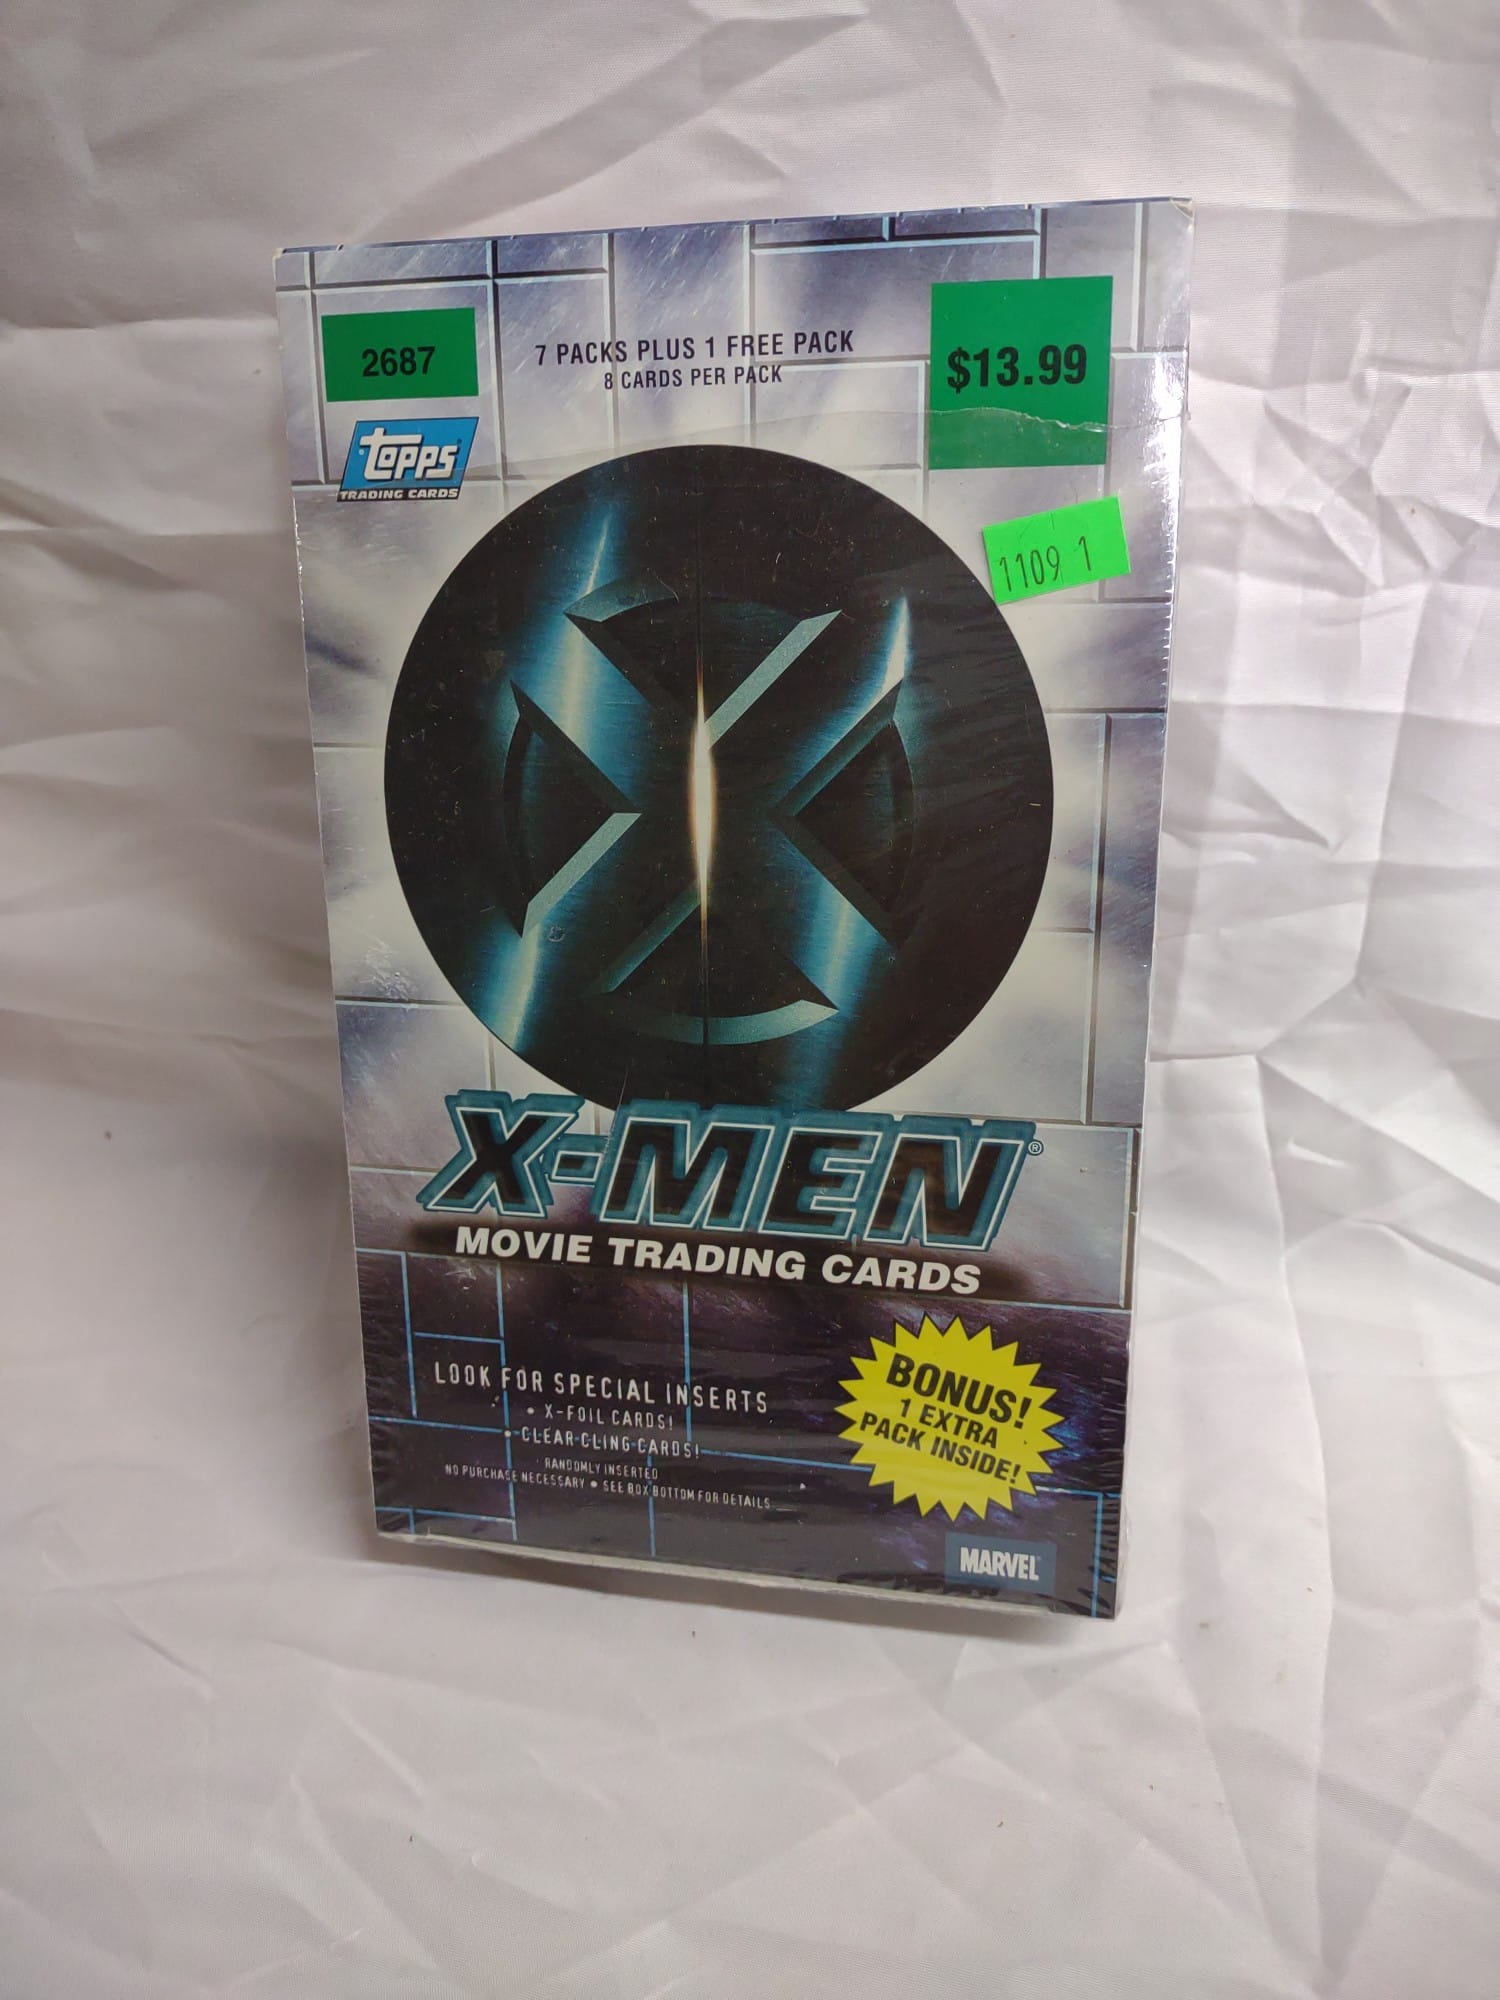 2687
7 PACKS PLUS 1 FREE PACK
8 CARDS PER PACK
$13.99
topps
TRADING CARDS
1109 1
X-MEN®
MOVIE TRADING CARDS
LOOK FOR SPECIAL INSERTS
• X-FOIL CARDS!
• CLEAR CLING CARDS!
RANDOMLY INSERTED
NO PURCHASE NECESSARY • SEE BOX BOTTOM FOR DETAILS
BONUS!
1 EXTRA
PACK INSIDE!
MARVEL